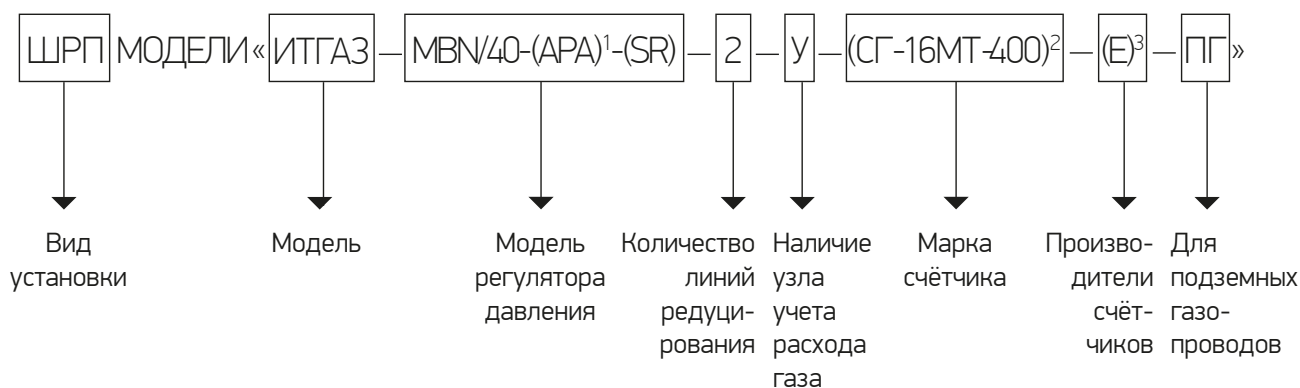 ШРП МОДЕЛИ «ИТГАЗ – MBN/40-(APA)¹-(SR) – 2 – У – (СГ-16МТ-400)² – (Е)³ – ПГ»
Вид
установки
Модель
Модель
регулятора
давления
Количество
линий
редуци-
рования
Наличие
узла
учета
расхода
газа
Марка
счётчика
Произво-
дители
счёт-
чиков
Для
подземных
газо-
проводов